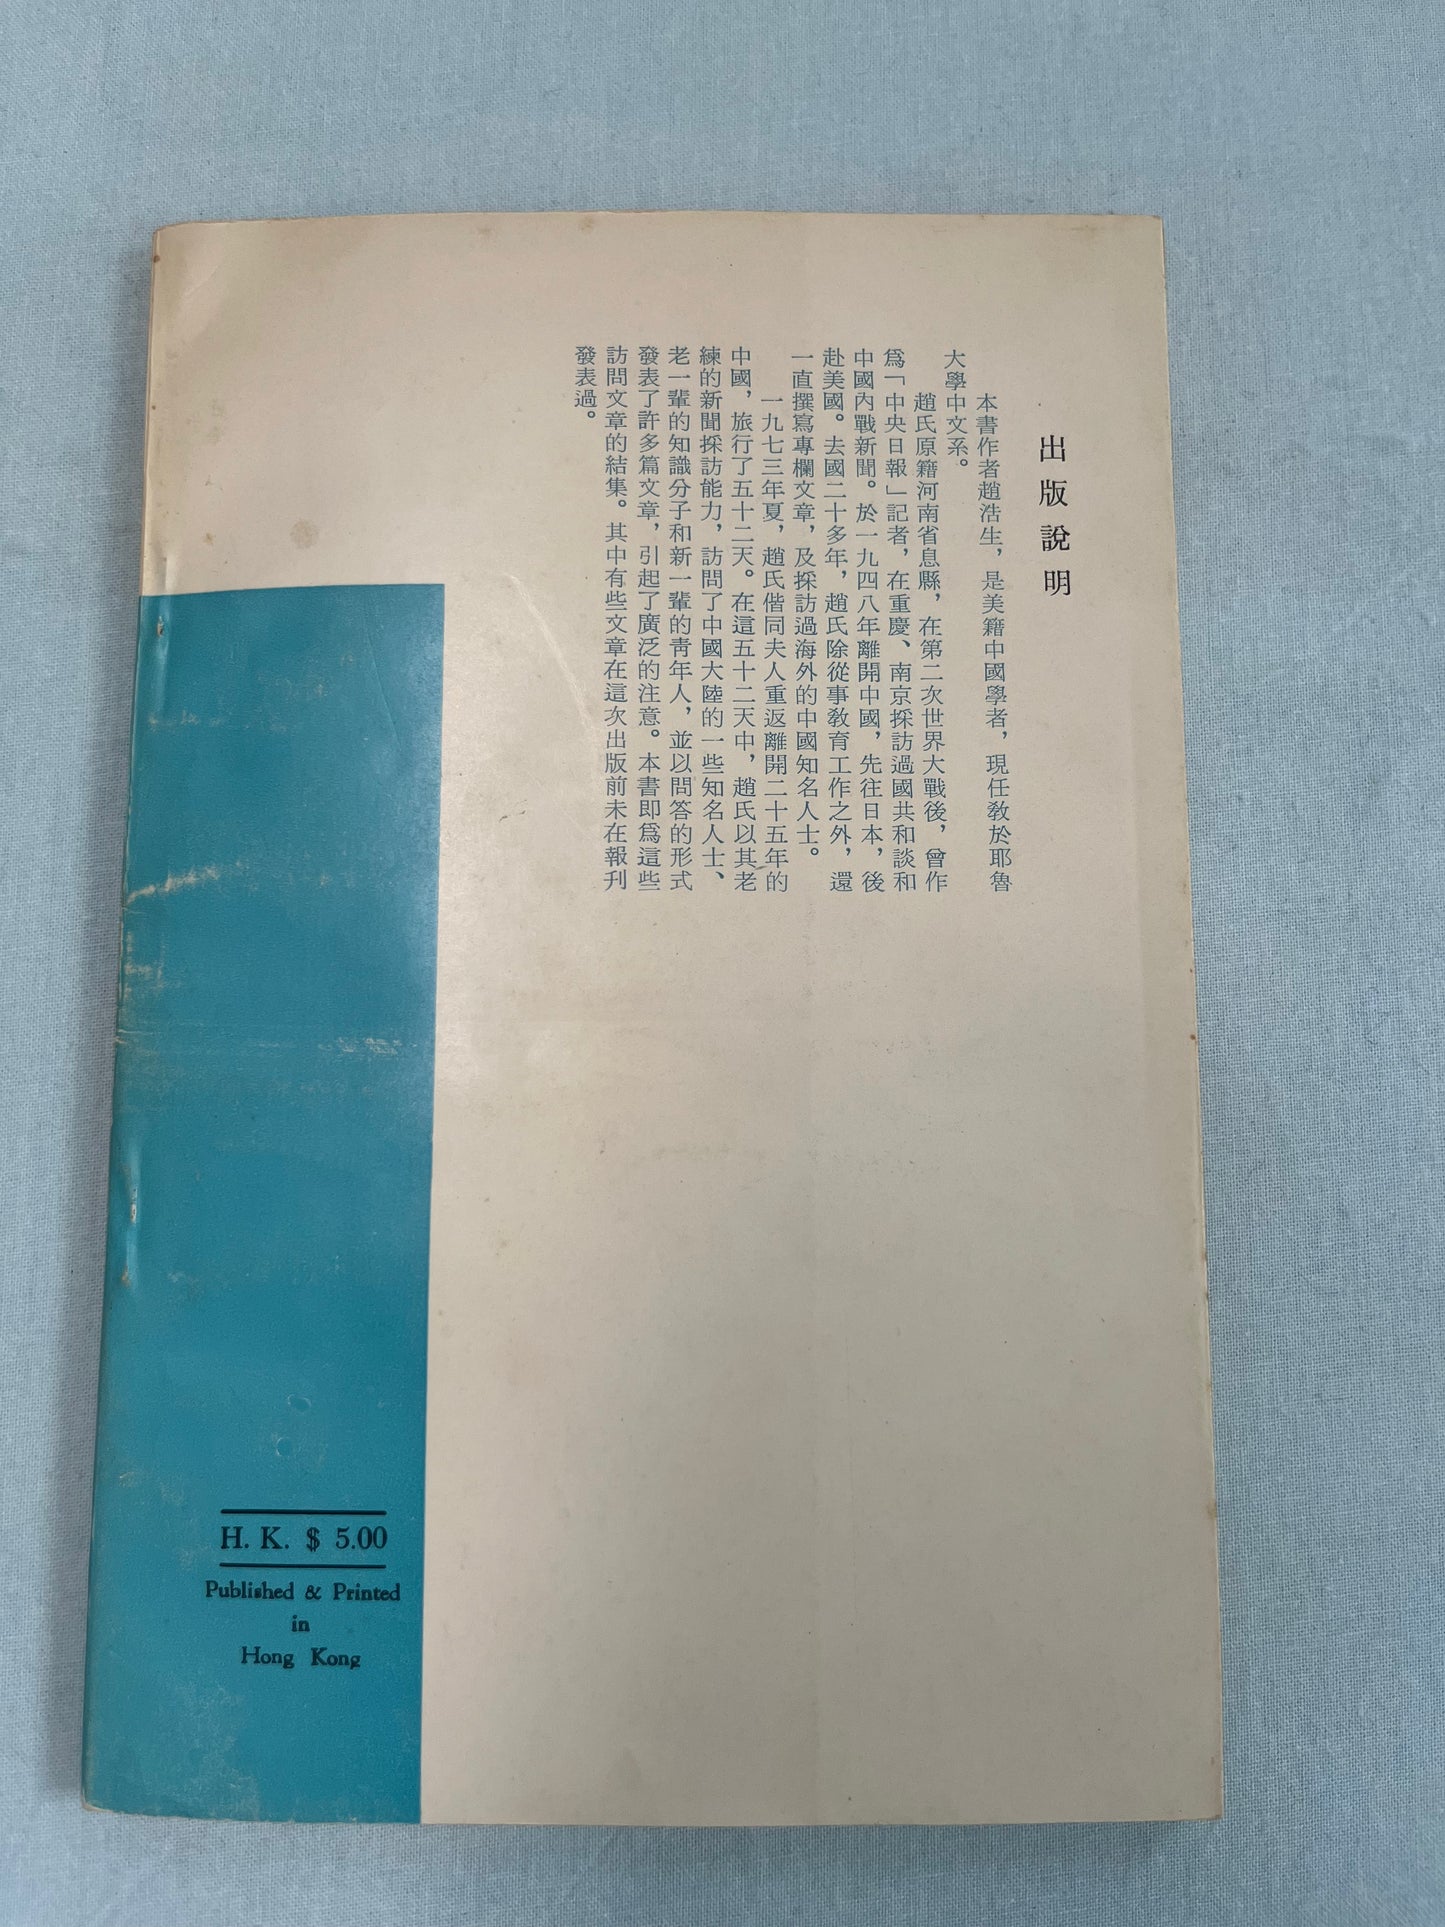 出版說明
本書作者趙浩生，是美籍中國學者，現任教於耶魯
大學中文系。
趙氏原籍河南省息縣，在第二次世界大戰後，曾作
爲「中央日報」記者，在重慶、南京採訪過國共和談和
中國內戰新聞。於一九四八年離開中國，先往日本，後
赴美國。去國二十多年，趙氏除從事教育工作之外，還
一直撰寫專欄文章，及採訪過海外的中國知名人士。
一九七三年夏，趙氏偕同夫人重返離開二十五年的
中國，旅行了五十二天。在這五十二天中，趙氏以其老
練的新聞採訪能力，訪問了中國大陸的一些知名人士、
老一輩的知識分子和新一輩的靑年人，並以問答的形式
發表了許多篇文章，引起了廣泛的注意。本書即爲這些
訪問文章的結集。其中有些文章在這次出版前未在報刊
發表過。
H. K. $ 5.00
Published & Printed
in
Hong Kong